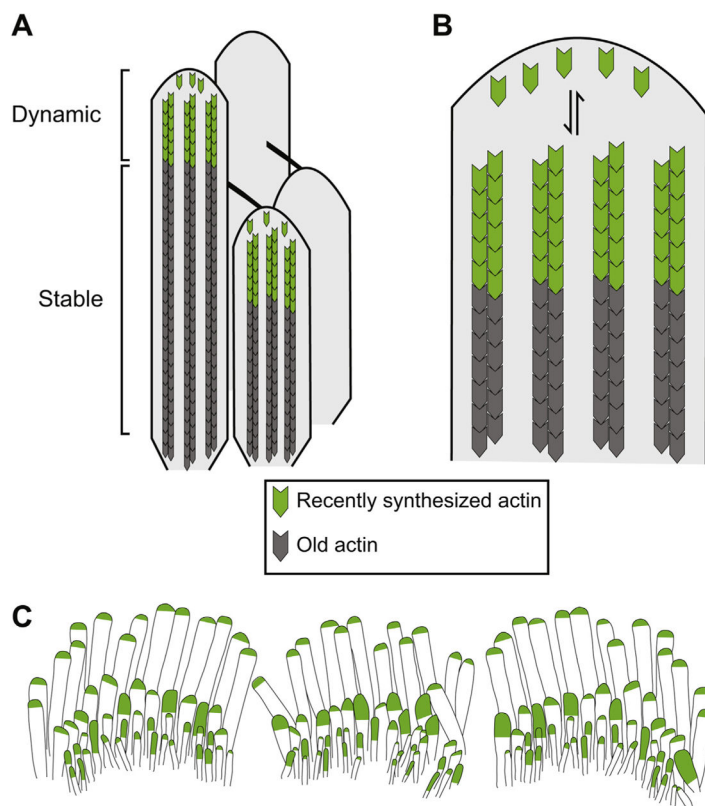 A
B
Dynamic
Stable
Recently synthesized actin
Old actin
C